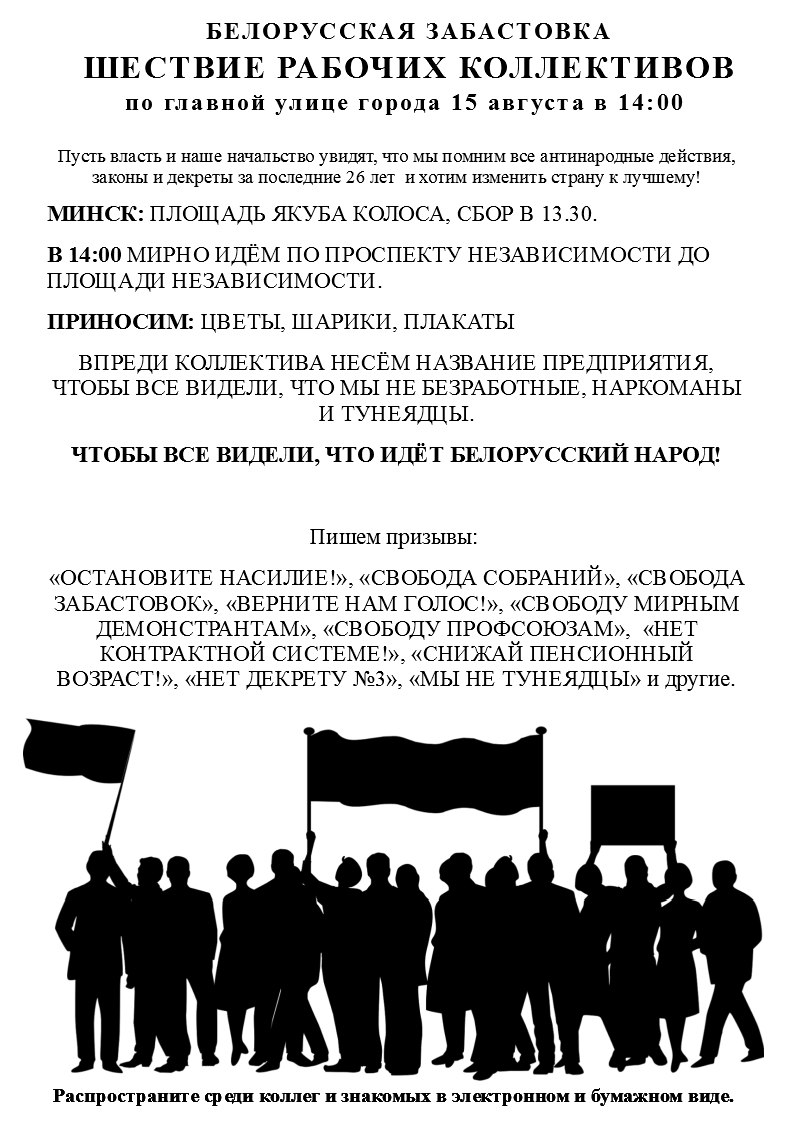 БЕЛОРУССКАЯ ЗАБАСТОВКА
ШЕСТВИЕ РАБОЧИХ КОЛЛЕКТИВОВ
по главной улице города 15 августа в 14:00
Пусть власть и наше начальство увидят, что мы помним все антинародные действия,
законы и декреты за последние 26 лет и хотим изменить страну к лучшему!
МИНСК: ПЛОЩАДЬ ЯКУБА КОЛОСА, СБОР В 13.30.
В 14:00 МИРНО ИДЁМ ПО ПРОСПЕКТУ НЕЗАВИСИМОСТИ ДО
ПЛОЩАДИ НЕЗАВИСИМОСТИ.
ПРИНОСИМ: ЦВЕТЫ, ШАРИКИ, ПЛАКАТЫ
ВПРЕДИ КОЛЛЕКТИВА НЕСЁМ НАЗВАНИЕ ПРЕДПРИЯТИЯ,
ЧТОБЫ ВСЕ ВИДЕЛИ, ЧТО МЫ НЕ БЕЗРАБОТНЫЕ, НАРКОМАНЫ
И ТУНЕЯДЦЫ.
ЧТОБЫ ВСЕ ВИДЕЛИ, ЧТО ИДЁТ БЕЛОРУССКИЙ НАРОД!
Пишем призывы:
«ОСТАНОВИТЕ НАСИЛИЕ!», «СВОБОДА СОБРАНИЙ», «СВОБОДА
ЗАБАСТОВОК», «ВЕРНИТЕ НАМ ГОЛОС!», «СВОБОДУ МИРНЫМ
ДЕМОНСТРАНТАМ», «СВОБОДУ ПРОФСОЮЗАМ», «НЕТ
КОНТРАКТНОЙ СИСТЕМЕ!», «СНИЖАЙ ПЕНСИОННЫЙ
ВОЗРАСТ!», «НЕТ ДЕКРЕТУ №3», «МЫ НЕ ТУНЕЯДЦЫ» и другие.
Распространите среди коллег и знакомых в электронном и бумажном виде.